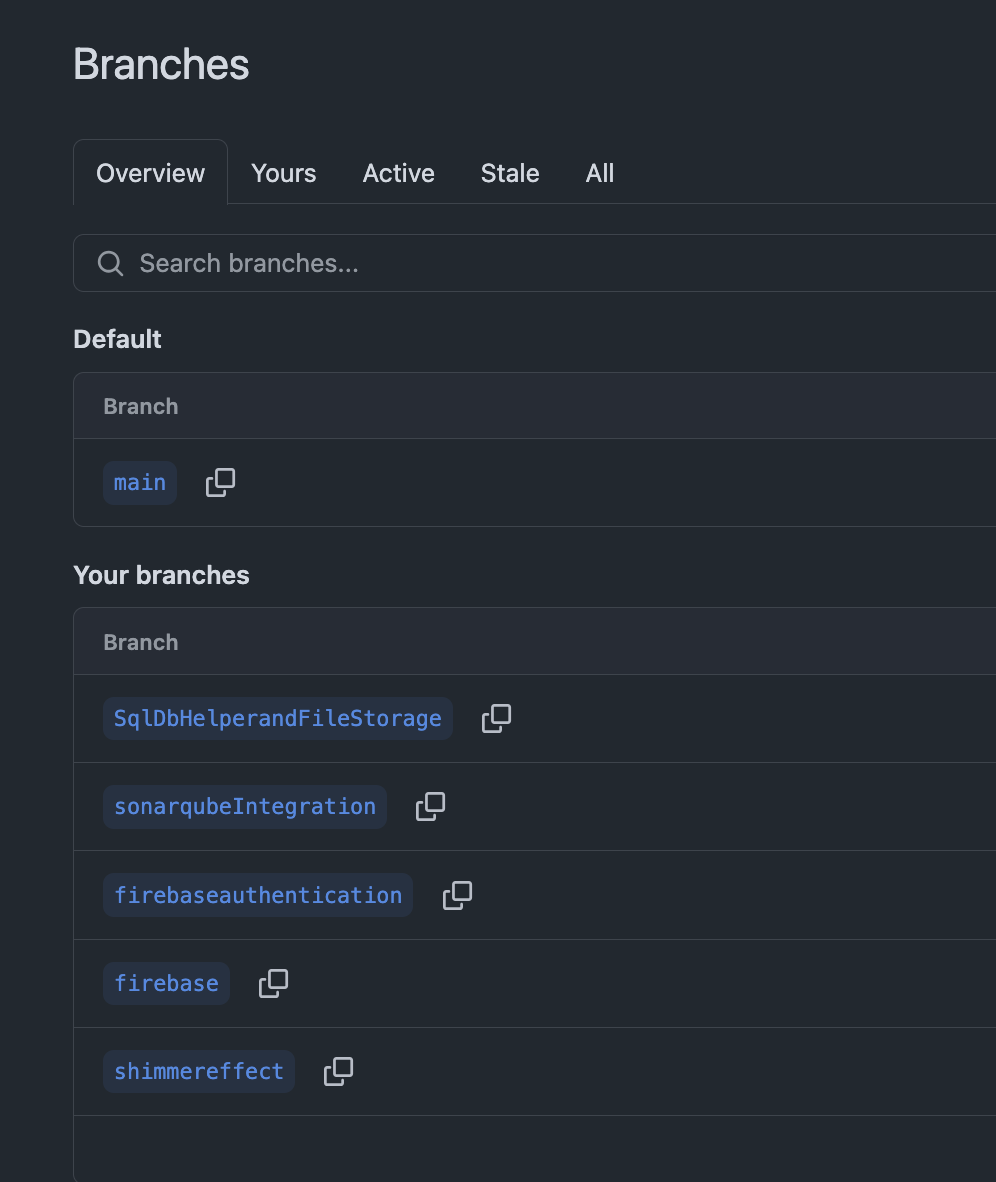 Branches
Overview Yours Active Stale All
Search branches...
Default
Branch
main
Your branches
Branch
SqlDbHelperandFileStorage
sonarqubeIntegration
firebaseauthentication
firebase
shimmereffect